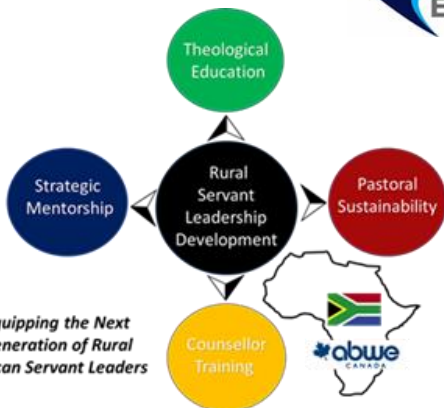 E
Theological
Education
Strategic
Mentorship
Rural
Servant
Leadership
Development
Pastoral
Sustainability
quipping the Next
eneration of Rural
can Servant Leaders
Counsellor
Training
abwe
CANADA